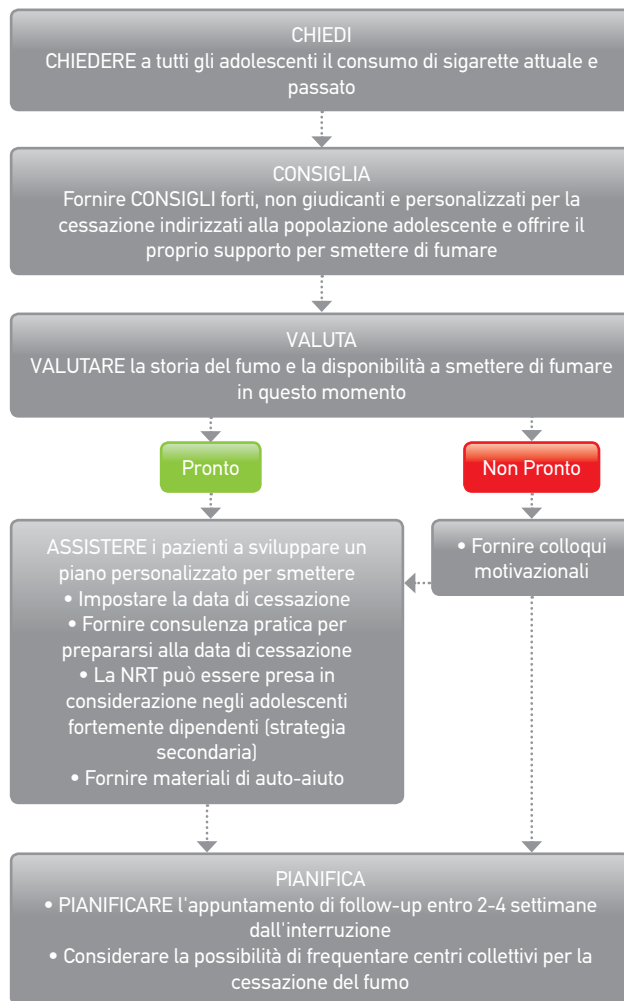 CHIEDI
CHIEDERE a tutti gli adolescenti il consumo di sigarette attuale e
passato
CONSIGLIA
Fornire CONSIGLI forti, non giudicanti e personalizzati per la
cessazione indirizzati alla popolazione adolescente e offrire il
proprio supporto per smettere di fumare
VALUTA
VALUTARE la storia del fumo e la disponibilità a smettere di fumare
in questo momento
Pronto
Non Pronto
ASSISTERE i pazienti a sviluppare un
piano personalizzato per smettere
• Impostare la data di cessazione
• Fornire consulenza pratica per
prepararsi alla data di cessazione
• La NRT può essere presa in
considerazione negli adolescenti
fortemente dipendenti (strategia
secondaria)
• Fornire materiali di auto-aiuto
• Fornire colloqui
motivazionali
PIANIFICA
• PIANIFICARE l'appuntamento di follow-up entro 2-4 settimane
dall'interruzione
• Considerare la possibilità di frequentare centri collettivi per la
cessazione del fumo